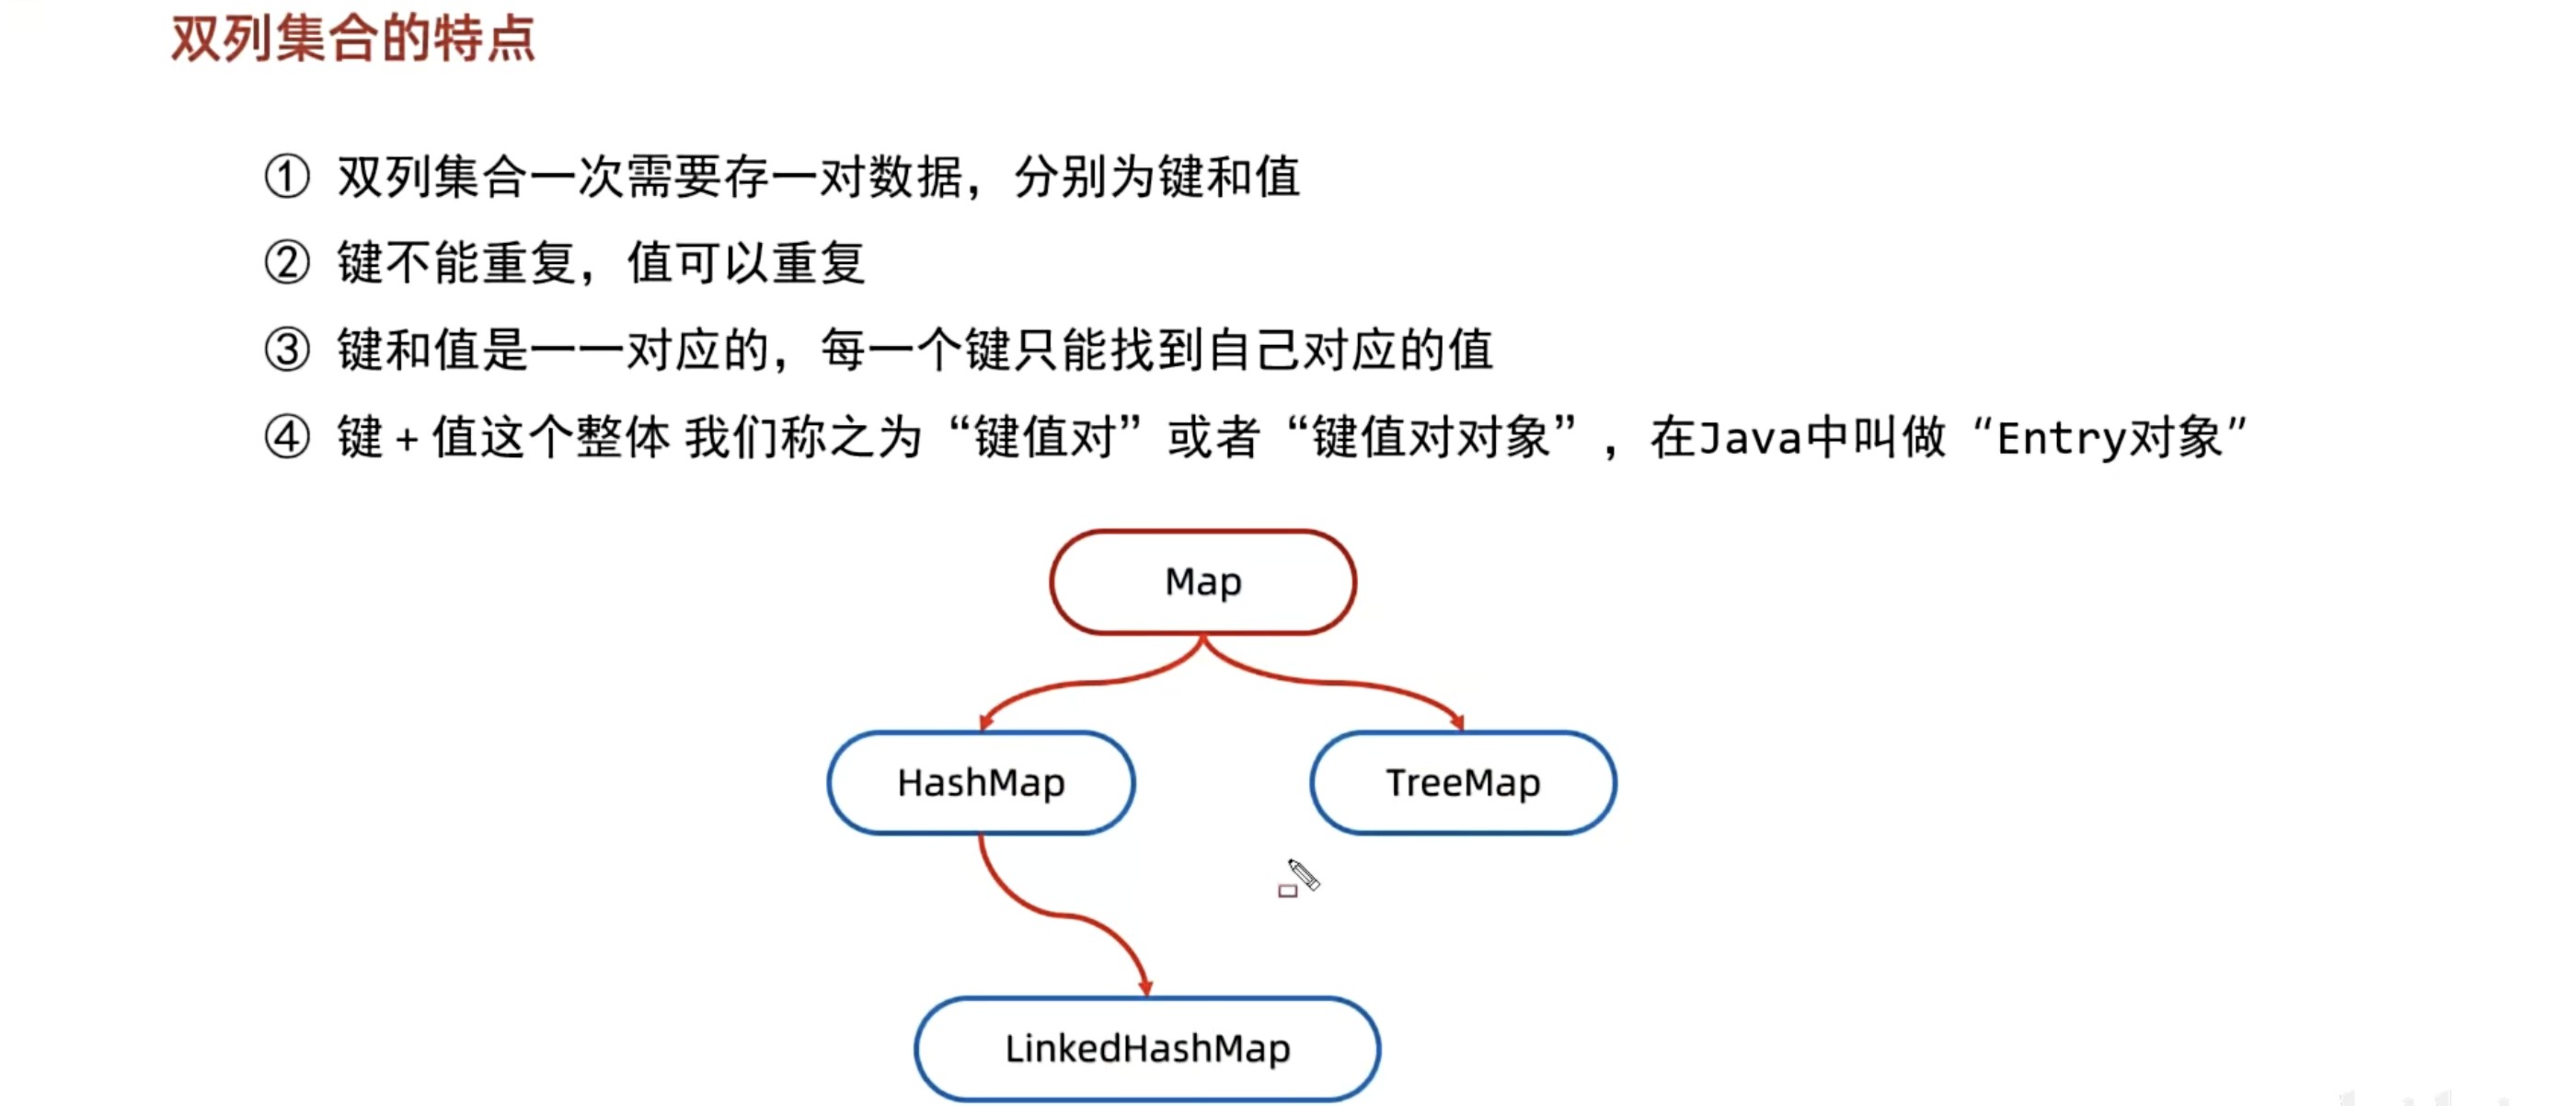 双列集合的特点
① 双列集合一次需要存一对数据，分别为键和值
② 键不能重复，值可以重复
③ 键和值是一一对应的，每一个键只能找到自己对应的值
④ 键 + 值这个整体 我们称之为“键值对”或者“键值对对象”，在Java中叫做“Entry对象”
Map
HashMap
TreeMap
LinkedHashMap